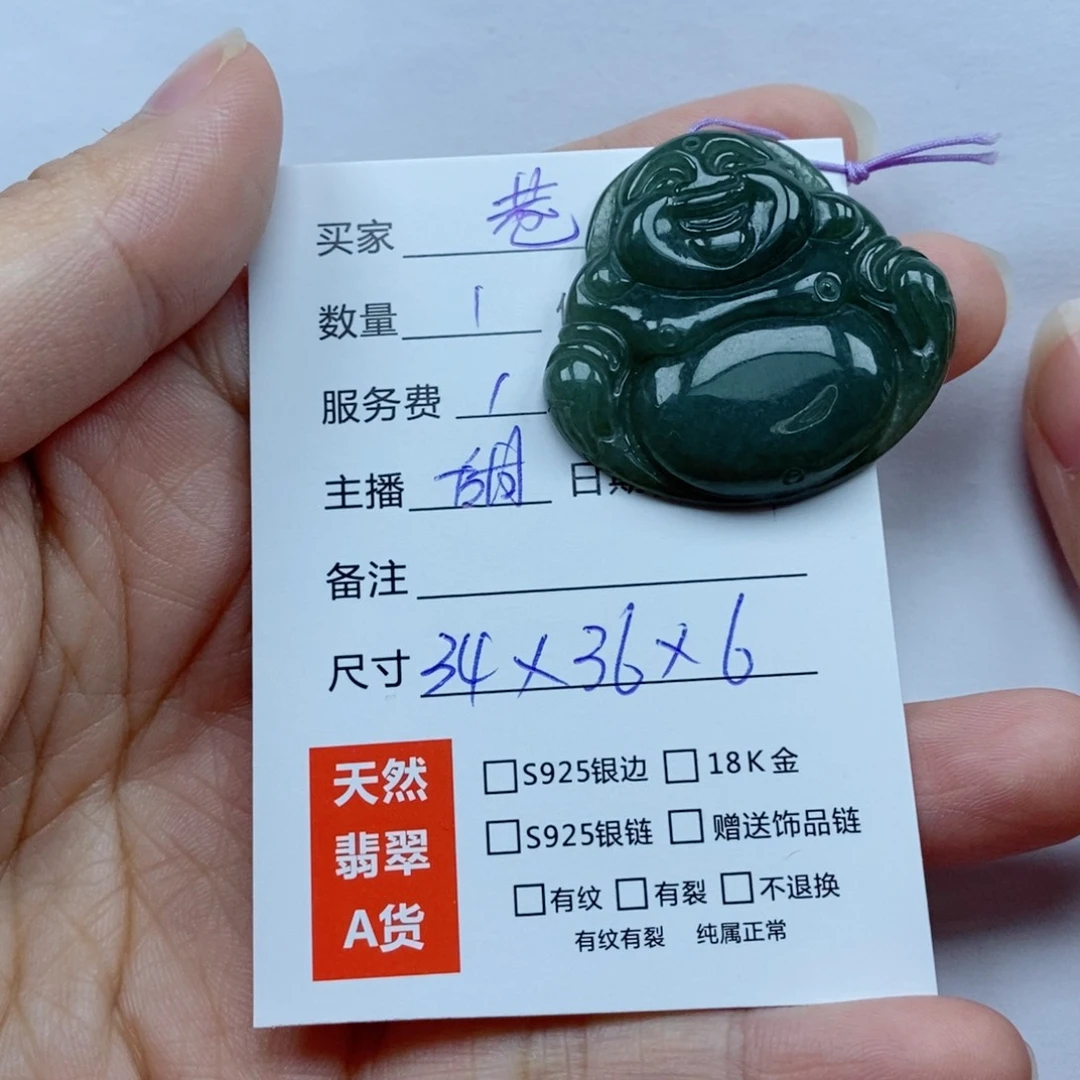 买家 巷
数量 1
服务费 1
主播 甜 日期
备注
尺寸 34×36×6
天然
翡翠
A货
□S925银边 □18K金
□S925银链 □赠送饰品链
□有纹 □有裂 □不退换
有纹有裂 纯属正常